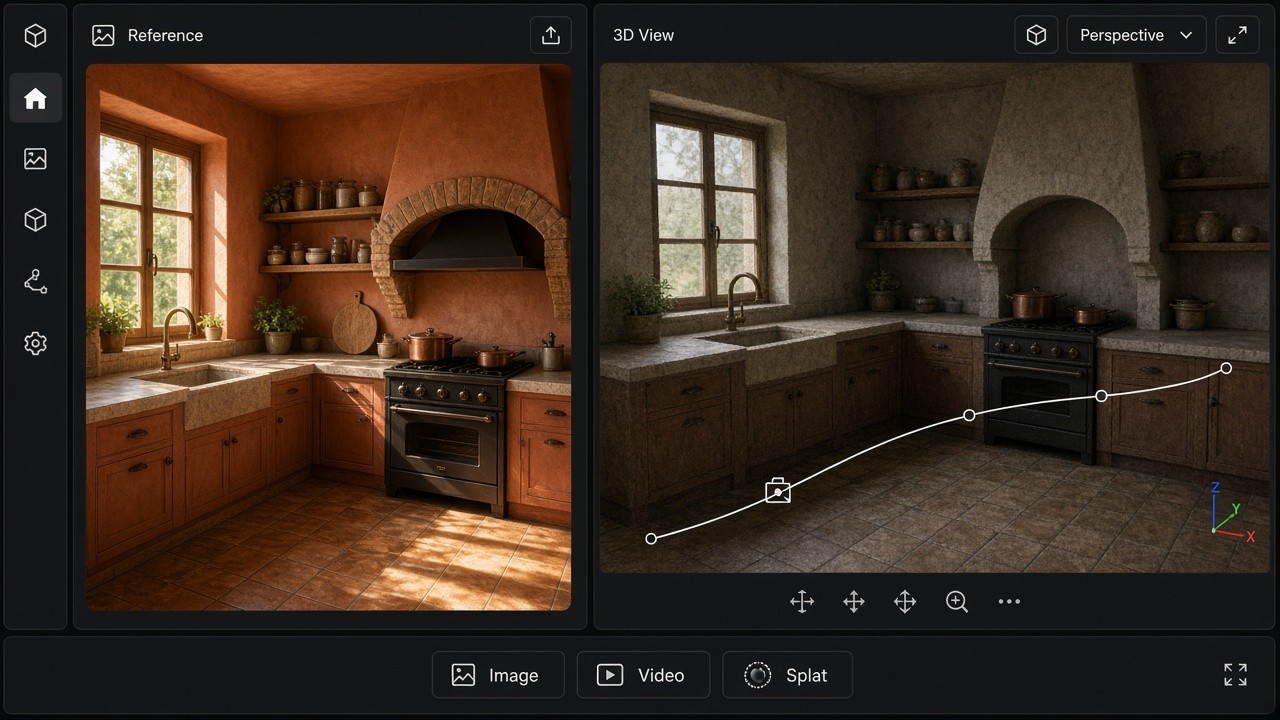 Reference
3D View
Perspective
Z
Y
X
Image
Video
Splat